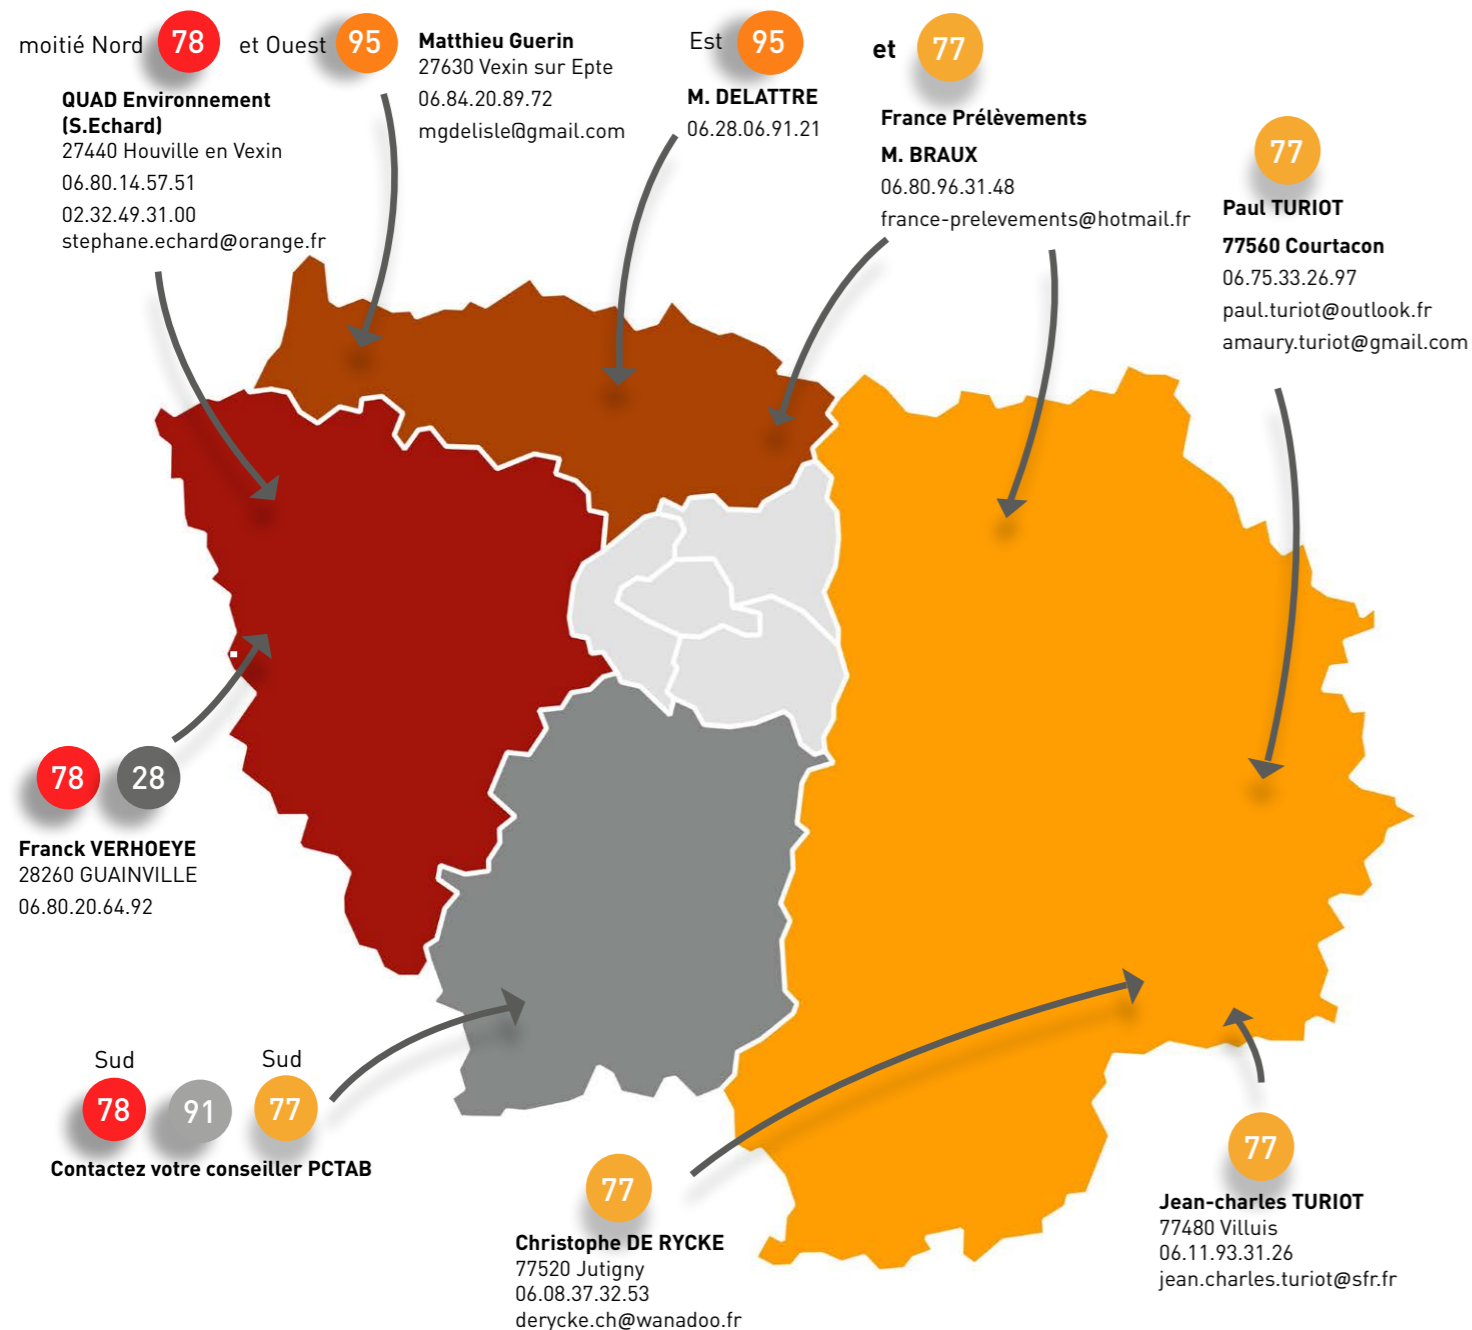 moitié Nord 78 et Ouest 95
QUAD Environnement
(S.Echard)
27440 Houville en Vexin
06.80.14.57.51
02.32.49.31.00
stephane.echard@orange.fr
Matthieu Guerin
27630 Vexin sur Epte
06.84.20.89.72
mgdelisle@gmail.com
Est 95
M. DELATTRE
06.28.06.91.21
et 77
France Prélèvements
M. BRAUX
06.80.96.31.48
france-prelevements@hotmail.fr
77
Paul TURIOT
77560 Courtacon
06.75.33.26.97
paul.turiot@outlook.fr
amaury.turiot@gmail.com
78 28
Franck VERHOEYE
28260 GUAINVILLE
06.80.20.64.92
Sud Sud
78 91 77
Contactez votre conseiller PCTAB
77
Christophe DE RYCKE
77520 Jutigny
06.08.37.32.53
derycke.ch@wanadoo.fr
77
Jean-charles TURIOT
77480 Villuis
06.11.93.31.26
jean.charles.turiot@sfr.fr